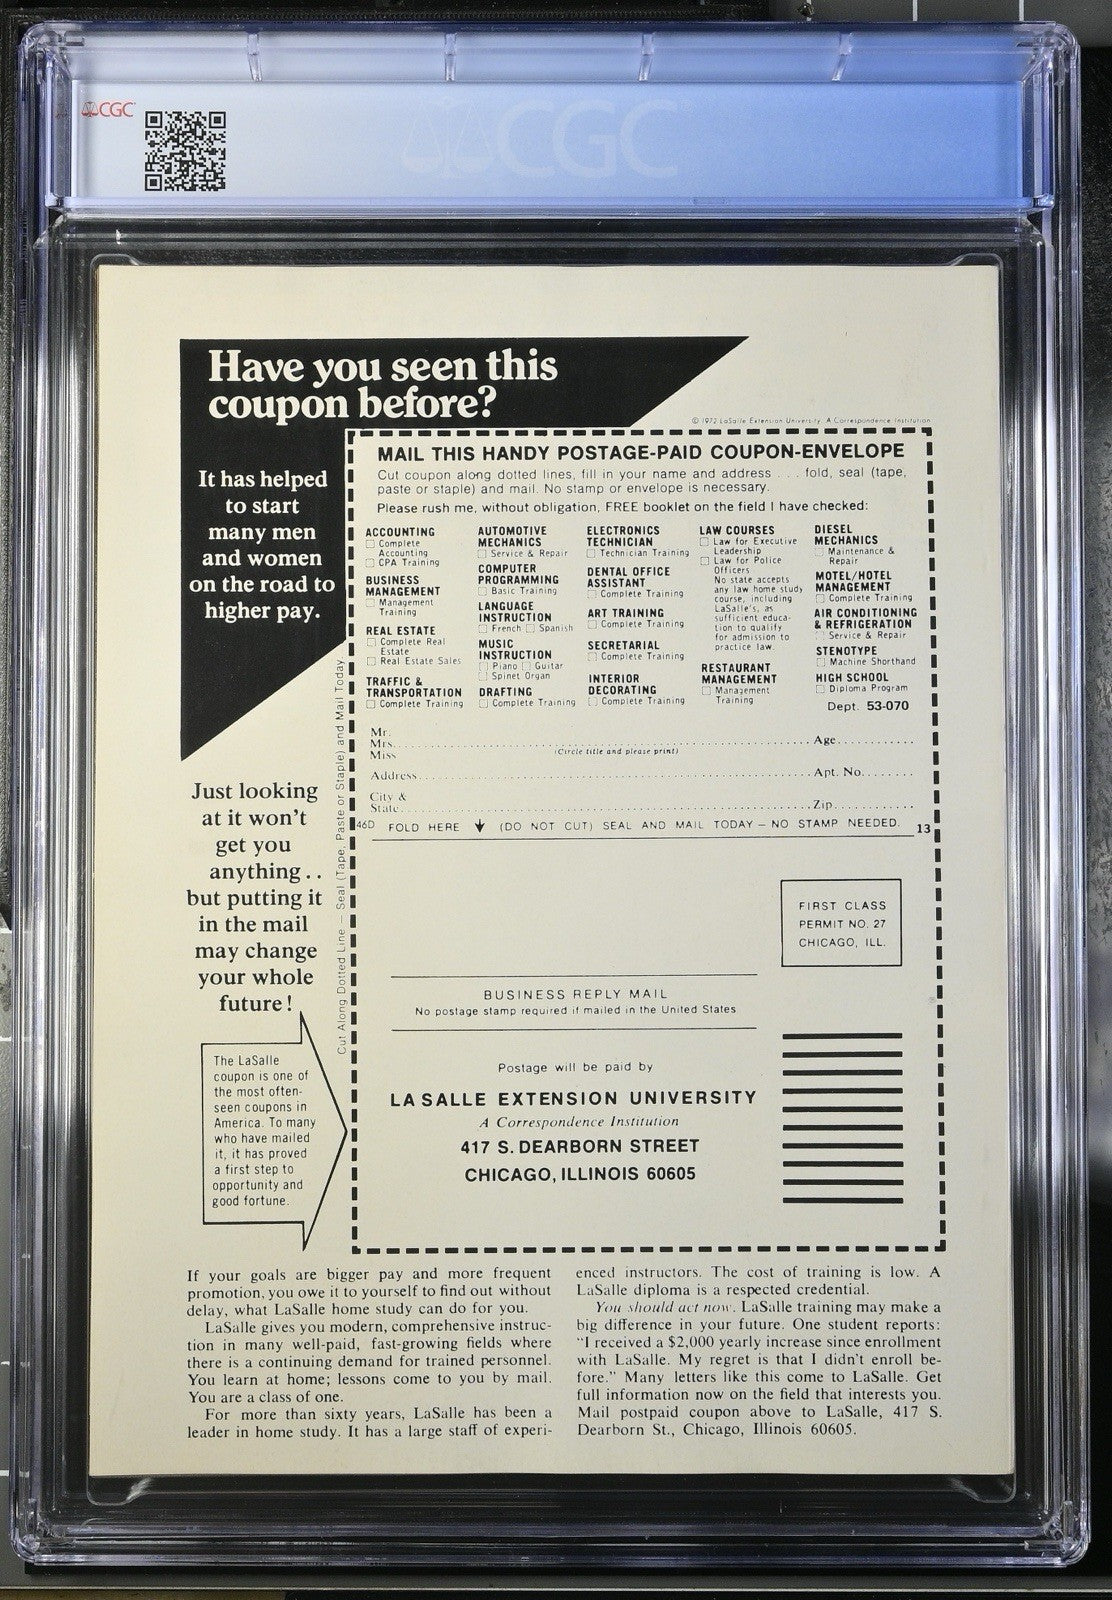 CGC
CGC
Have you seen this
coupon before?
It has helped
to start
many men
and women
on the road to
higher pay.
Just looking
at it won't
get you
anything . .
but putting it
in the mail
may change
your whole
future!
The LaSalle
coupon is one of
the most often-
seen coupons in
America. To many
who have mailed
it, it has proved
a first step to
opportunity and
good fortune.
Cut Along Dotted Line — Seal (Tape, Paste or Staple) and Mail Today
© 1972 LaSalle Extension University. A Correspondence Institution
MAIL THIS HANDY POSTAGE-PAID COUPON-ENVELOPE
Cut coupon along dotted lines, fill in your name and address . . . fold, seal (tape,
paste or staple) and mail. No stamp or envelope is necessary.
Please rush me, without obligation, FREE booklet on the field I have checked:
ACCOUNTING
☐ Complete
Accounting
☐ CPA Training
BUSINESS
MANAGEMENT
☐ Management
Training
REAL ESTATE
☐ Complete Real
Estate
☐ Real Estate Sales
TRAFFIC &
TRANSPORTATION
☐ Complete Training
AUTOMOTIVE
MECHANICS
☐ Service & Repair
COMPUTER
PROGRAMMING
☐ Basic Training
LANGUAGE
INSTRUCTION
☐ French ☐ Spanish
MUSIC
INSTRUCTION
☐ Piano ☐ Guitar
☐ Spinet Organ
DRAFTING
☐ Complete Training
ELECTRONICS
TECHNICIAN
☐ Technician Training
DENTAL OFFICE
ASSISTANT
☐ Complete Training
ART TRAINING
☐ Complete Training
SECRETARIAL
☐ Complete Training
INTERIOR
DECORATING
☐ Complete Training
LAW COURSES
☐ Law for Executive
Leadership
☐ Law for Police
Officers
No state accepts
any law home study
course, including
LaSalle's, as
sufficient educa-
tion to qualify
for admission to
practice law.
RESTAURANT
MANAGEMENT
☐ Management
Training
DIESEL
MECHANICS
☐ Maintenance &
Repair
MOTEL/HOTEL
MANAGEMENT
☐ Complete Training
AIR CONDITIONING
& REFRIGERATION
☐ Service & Repair
STENOTYPE
☐ Machine Shorthand
HIGH SCHOOL
☐ Diploma Program
Dept. 53-070
Mr.
Mrs. Age
Miss (Circle title and please print)
Address Apt. No.
City &
State Zip
46D FOLD HERE (DO NOT CUT) SEAL AND MAIL TODAY — NO STAMP NEEDED. 13
FIRST CLASS
PERMIT NO. 27
CHICAGO, ILL.
BUSINESS REPLY MAIL
No postage stamp required if mailed in the United States
Postage will be paid by
LA SALLE EXTENSION UNIVERSITY
A Correspondence Institution
417 S. DEARBORN STREET
CHICAGO, ILLINOIS 60605
If your goals are bigger pay and more frequent
promotion, you owe it to yourself to find out without
delay, what LaSalle home study can do for you.
LaSalle gives you modern, comprehensive instruc-
tion in many well-paid, fast-growing fields where
there is a continuing demand for trained personnel.
You learn at home; lessons come to you by mail.
You are a class of one.
For more than sixty years, LaSalle has been a
leader in home study. It has a large staff of experi-
enced instructors. The cost of training is low. A
LaSalle diploma is a respected credential.
You should act now. LaSalle training may make a
big difference in your future. One student reports:
"I received a $2,000 yearly increase since enrollment
with LaSalle. My regret is that I didn't enroll be-
fore." Many letters like this come to LaSalle. Get
full information now on the field that interests you.
Mail postpaid coupon above to LaSalle, 417 S.
Dearborn St., Chicago, Illinois 60605.